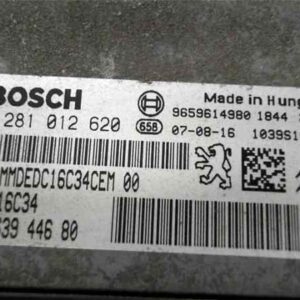 BOSCH
Made in Hun
281 012 620
9659614980 1844
658
07-08-16 1039S1
MMDEDC16C34CEM 00
16C34
39 446 80